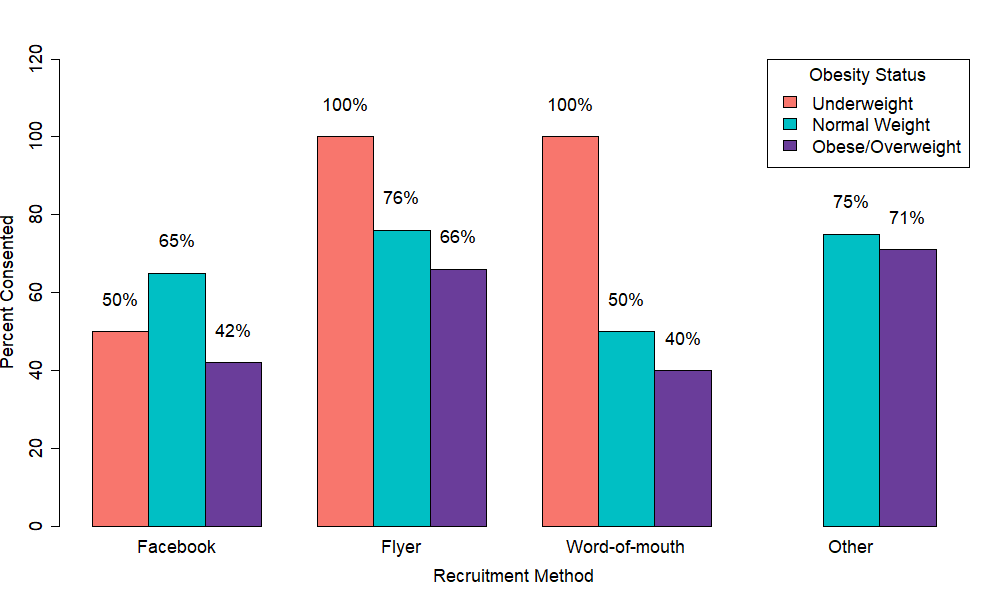 Obesity Status
Underweight
Normal Weight
Obese/Overweight
Percent Consented
120
100
80
60
40
20
0
50%
65%
42%
100%
76%
66%
100%
50%
40%
75%
71%
Facebook
Flyer
Word-of-mouth
Other
Recruitment Method